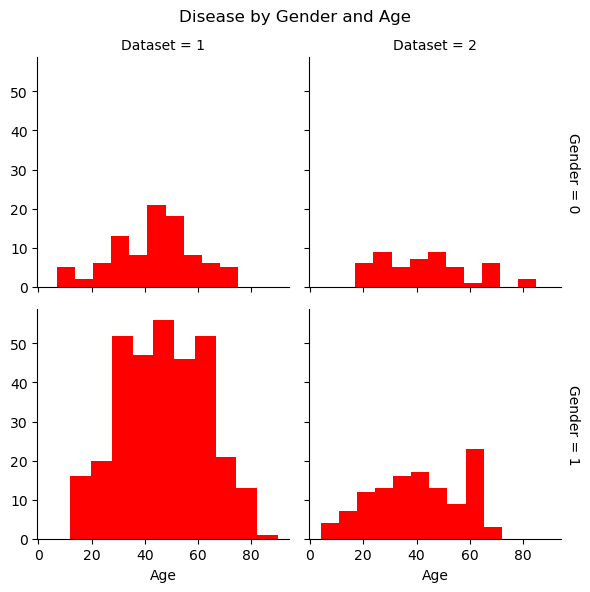 Disease by Gender and Age
Dataset = 1
Dataset = 2
50
40
30
20
10
0
Gender = 0
50
40
30
20
10
0
Gender = 1
0 20 40 60 80
0 20 40 60 80
Age
Age